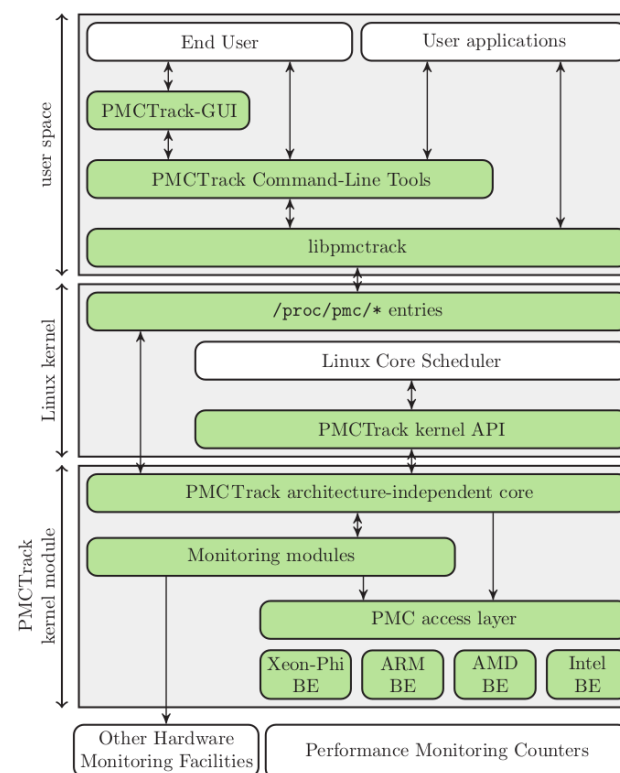 End User
User applications
PMCTrack-GUI
PMCTrack Command-Line Tools
libpmctrack
user space
/proc/pmc/* entries
Linux Core Scheduler
PMCTrack kernel API
Linux kernel
PMCTrack architecture-independent core
Monitoring modules
PMC access layer
Xeon-Phi
BE
ARM
BE
AMD
BE
Intel
BE
PMCTrack
kernel module
Other Hardware
Monitoring Facilities
Performance Monitoring Counters